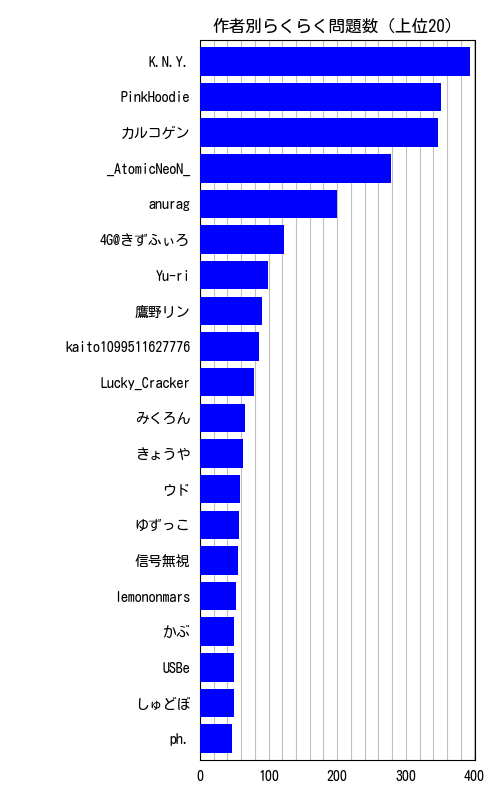 作者別らくらく問題数（上位20）
K.N.Y.
PinkHoodie
カルコゲン
_AtomicNeoN_
anurag
4G@きずふぃろ
Yu-ri
鷹野リン
kaito1099511627776
Lucky_Cracker
みくろん
きょうや
ウド
ゆずっこ
信号無視
lemononmars
かぶ
USBe
しゅどぼ
ph.
0 100 200 300 400